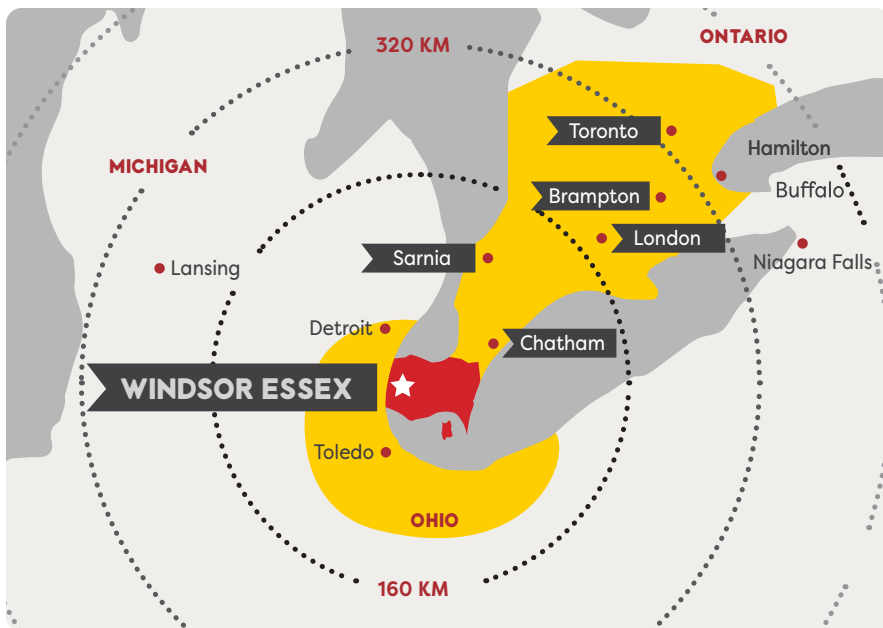 ONTARIO
320 KM
Toronto
Hamilton
MICHIGAN
Brampton
Buffalo
London
Sarnia
Niagara Falls
Lansing
Detroit
Chatham
WINDSOR ESSEX
Toledo
OHIO
160 KM